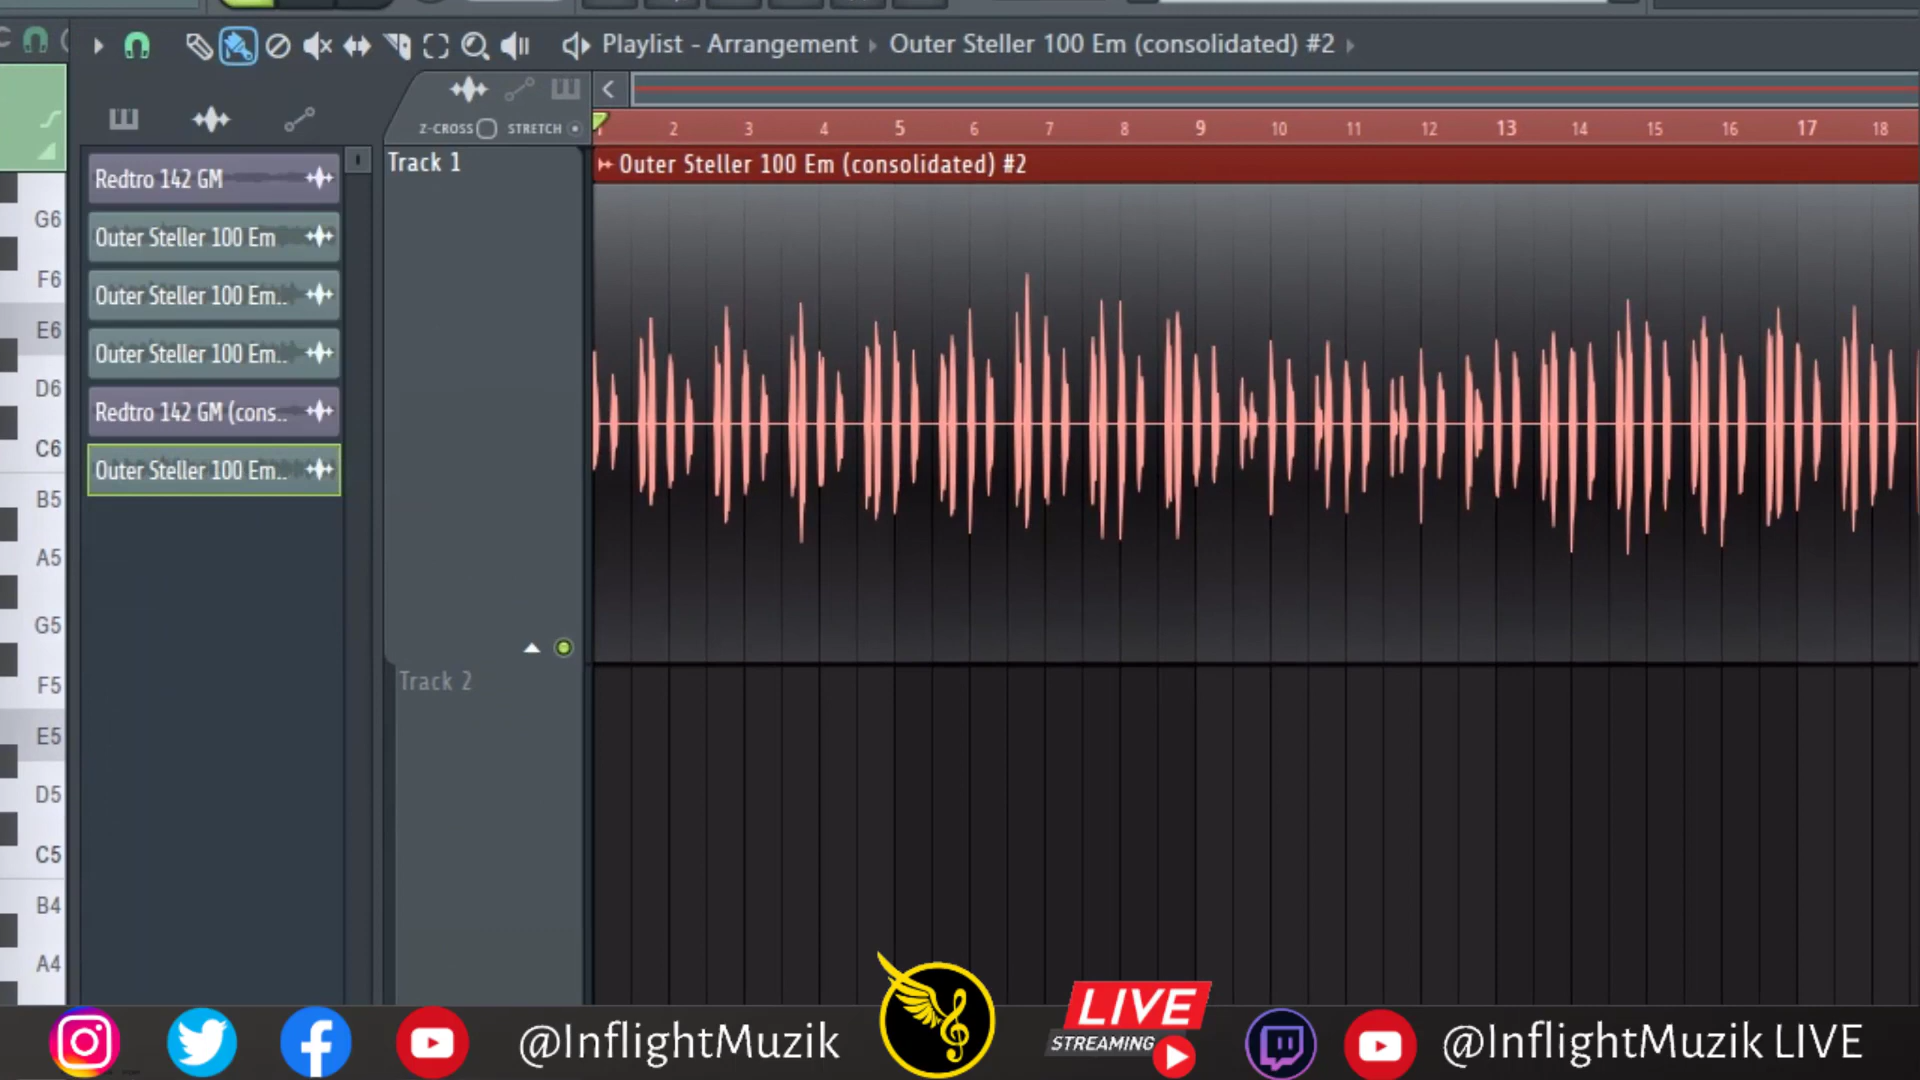 Playlist - Arrangement › Outer Steller 100 Em (consolidated) #2 ›
Z-CROSS STRETCH
2 3 4 5 6 7 8 9 10 11 12 13 14 15 16 17 18
Track 1
Outer Steller 100 Em (consolidated) #2
Redtro 142 GM
Outer Steller 100 Em
Outer Steller 100 Em..
Outer Steller 100 Em..
Redtro 142 GM (cons..
Outer Steller 100 Em..
Track 2
G6
F6
E6
D6
C6
B5
A5
G5
F5
E5
D5
C5
B4
A4
@InflightMuzik
LIVE
STREAMING
@InflightMuzik LIVE